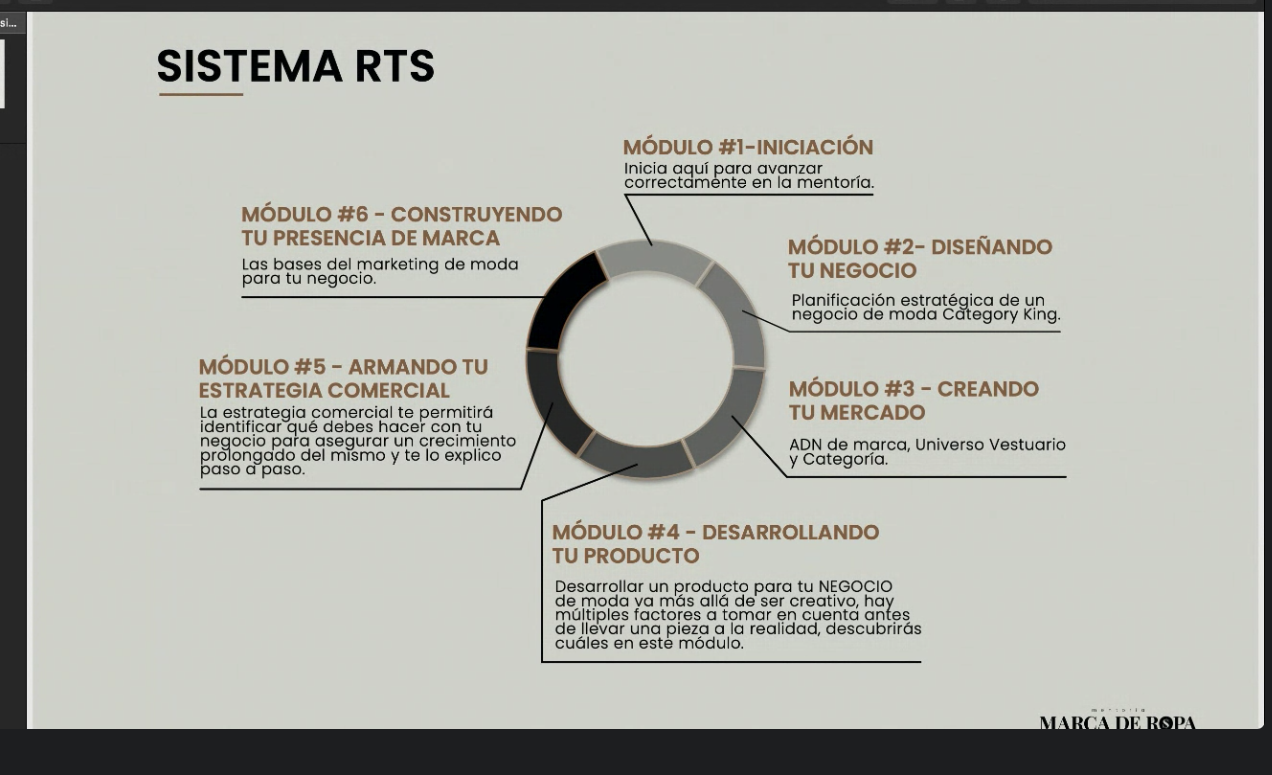 si...
SISTEMA RTS
MÓDULO #1-INICIACIÓN
Inicia aquí para avanzar
correctamente en la mentoría.
MÓDULO #2- DISEÑANDO
TU NEGOCIO
Planificación estratégica de un
negocio de moda Category King.
MÓDULO #3 - CREANDO
TU MERCADO
ADN de marca, Universo Vestuario
y Categoría.
MÓDULO #4 - DESARROLLANDO
TU PRODUCTO
Desarrollar un producto para tu NEGOCIO
de moda va más allá de ser creativo, hay
múltiples factores a tomar en cuenta antes
de llevar una pieza a la realidad, descubrirás
cuáles en este módulo.
MÓDULO #5 - ARMANDO TU
ESTRATEGIA COMERCIAL
La estrategia comercial te permitirá
identificar qué debes hacer con tu
negocio para asegurar un crecimiento
prolongado del mismo y te lo explico
paso a paso.
MÓDULO #6 - CONSTRUYENDO
TU PRESENCIA DE MARCA
Las bases del marketing de moda
para tu negocio.
mentoría
MARCA DE ROPA